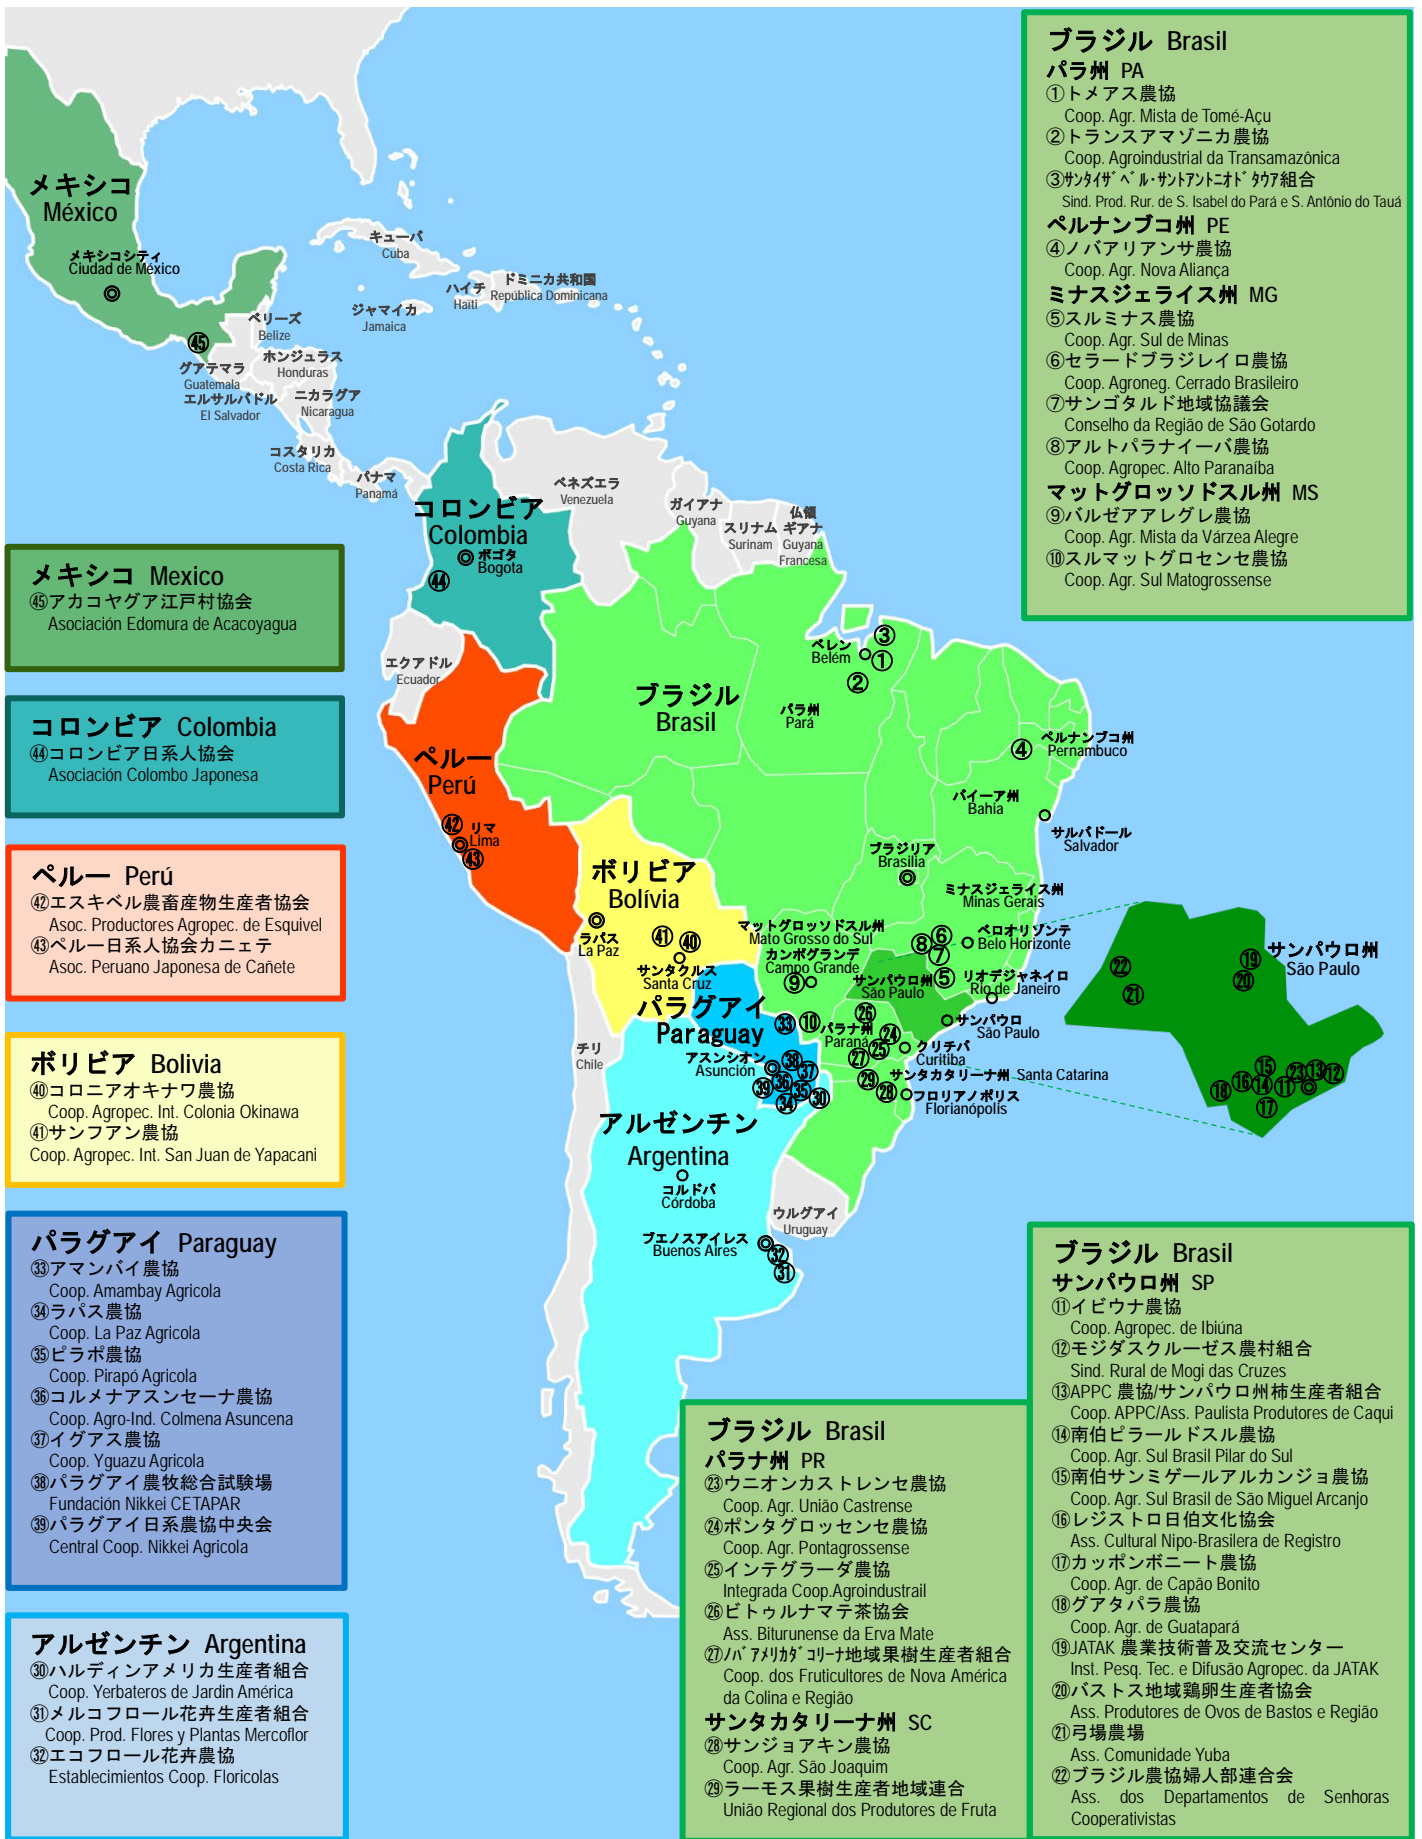 ブラジル Brasil
パラ州 PA
①トメアス農協
Coop. Agr. Mista de Tomé-Açu
②トランスアマゾニカ農協
Coop. Agroindustrial da Transamazônica
③ｻﾝﾀｲｻﾞﾍﾞﾙ･ｻﾝﾄｱﾝﾄﾆｵﾄﾞﾀｳｱ組合
Sind. Prod. Rur. de S. Isabel do Pará e S. Antônio do Tauá
ペルナンブコ州 PE
④ノバアリアンサ農協
Coop. Agr. Nova Aliança
ミナスジェライス州 MG
⑤スルミナス農協
Coop. Agr. Sul de Minas
⑥セラードブラジレイロ農協
Coop. Agroneg. Cerrado Brasileiro
⑦サンゴタルド地域協議会
Conselho da Região de São Gotardo
⑧アルトパラナイーバ農協
Coop. Agropec. Alto Paranaíba
マットグロッソドスル州 MS
⑨バルゼアアレグレ農協
Coop. Agr. Mista da Várzea Alegre
⑩スルマットグロセンセ農協
Coop. Agr. Sul Matogrossense
メキシコ
México
メキシコシティ
Ciudad de México
㊺
キューバ
Cuba
ハイチ
Haïti
ドミニカ共和国
República Dominicana
ジャマイカ
Jamaica
ベリーズ
Belize
グアテマラ
Guatemala
ホンジュラス
Honduras
エルサルバドル
El Salvador
ニカラグア
Nicaragua
コスタリカ
Costa Rica
パナマ
Panamá
コロンビア
Colombia
ボゴタ
Bogota
㊹
ベネズエラ
Venezuela
ガイアナ
Guyana
スリナム
Surinam
仏領
ギアナ
Guyana
Francesa
エクアドル
Ecuador
ペルー
Perú
㊷
リマ
Lima
㊸
ブラジル
Brasil
ベレン
Belém
③
①
②
パラ州
Pará
④
ペルナンブコ州
Pernambuco
バイーア州
Bahia
サルバドール
Salvador
ブラジリア
Brasilia
ミナスジェライス州
Minas Gerais
ベロオリゾンテ
Belo Horizonte
⑧
⑥
⑦
⑤
リオデジャネイロ
Rio de Janeiro
マットグロッソドスル州
Mato Grosso do Sul
カンポグランデ
Campo Grande
⑨
⑩
サンパウロ州
São Paulo
サンパウロ
São Paulo
㉖
パラナ州
Paraná
㉔
㉕
㉗
クリチバ
Curitiba
サンタカタリーナ州 Santa Catarina
㉙
㉘
フロリアノポリス
Florianópolis
ボリビア
Bolívia
ラパス
La Paz
㊶
㊵
サンタクルス
Santa Cruz
パラグアイ
Paraguay
㉝
アスンシオン
Asunción
㊳
㊲
㊱
㊴
㉟
㉞
㉚
チリ
Chile
アルゼンチン
Argentina
コルドバ
Córdoba
ウルグアイ
Uruguay
ブエノスアイレス
Buenos Aires
㉜
㉛
サンパウロ州
São Paulo
㉒
㉑
⑲
⑳
⑮
⑱
⑯
⑭
⑪
㉓
⑬
⑫
⑰
メキシコ Mexico
㊺アカコヤグア江戸村協会
Asociación Edomura de Acacoyagua
コロンビア Colombia
㊹コロンビア日系人協会
Asociación Colombo Japonesa
ペルー Perú
㊷エスキベル農畜産物生産者協会
Asoc. Productores Agropec. de Esquivel
㊸ペルー日系人協会カニェテ
Asoc. Peruano Japonesa de Cañete
ボリビア Bolivia
㊵コロニアオキナワ農協
Coop. Agropec. Int. Colonia Okinawa
㊶サンフアン農協
Coop. Agropec. Int. San Juan de Yapacani
パラグアイ Paraguay
㉝アマンバイ農協
Coop. Amambay Agricola
㉞ラパス農協
Coop. La Paz Agricola
㉟ピラポ農協
Coop. Pirapó Agricola
㊱コルメナアスンセーナ農協
Coop. Agro-Ind. Colmena Asuncena
㊲イグアス農協
Coop. Yguazu Agricola
㊳パラグアイ農牧総合試験場
Fundación Nikkei CETAPAR
㊴パラグアイ日系農協中央会
Central Coop. Nikkei Agricola
アルゼンチン Argentina
㉚ハルディンアメリカ生産者組合
Coop. Yerbateros de Jardin América
㉛メルコフロール花卉生産者組合
Coop. Prod. Flores y Plantas Mercoflor
㉜エコフロール花卉農協
Establecimientos Coop. Floricolas
ブラジル Brasil
パラナ州 PR
㉓ウニオンカストレンセ農協
Coop. Agr. União Castrense
㉔ポンタグロッセンセ農協
Coop. Agr. Pontagrossense
㉕インテグラーダ農協
Integrada Coop.Agroindustrail
㉖ビトゥルナマテ茶協会
Ass. Biturunense da Erva Mate
㉗ﾉﾊﾞｱﾒﾘｶﾀﾞｺﾘｰﾅ地域果樹生産者組合
Coop. dos Fruticultores de Nova América
da Colina e Região
サンタカタリーナ州 SC
㉘サンジョアキン農協
Coop. Agr. São Joaquim
㉙ラーモス果樹生産者地域連合
União Regional dos Produtores de Fruta
ブラジル Brasil
サンパウロ州 SP
⑪イビウナ農協
Coop. Agropec. de Ibiúna
⑫モジダスクルーゼス農村組合
Sind. Rural de Mogi das Cruzes
⑬APPC 農協/サンパウロ州柿生産者組合
Coop. APPC/Ass. Paulista Produtores de Caqui
⑭南伯ピラールドスル農協
Coop. Agr. Sul Brasil Pilar do Sul
⑮南伯サンミゲールアルカンジョ農協
Coop. Agr. Sul Brasil de São Miguel Arcanjo
⑯レジストロ日伯文化協会
Ass. Cultural Nipo-Brasilera de Registro
⑰カッポンボニート農協
Coop. Agr. de Capão Bonito
⑱グアタパラ農協
Coop. Agr. de Guatapará
⑲JATAK 農業技術普及交流センター
Inst. Pesq. Tec. e Difusão Agropec. da JATAK
⑳バストス地域鶏卵生産者協会
Ass. Produtores de Ovos de Bastos e Região
㉑弓場農場
Ass. Comunidade Yuba
㉒ブラジル農協婦人部連合会
Ass. dos Departamentos de Senhoras
Cooperativistas